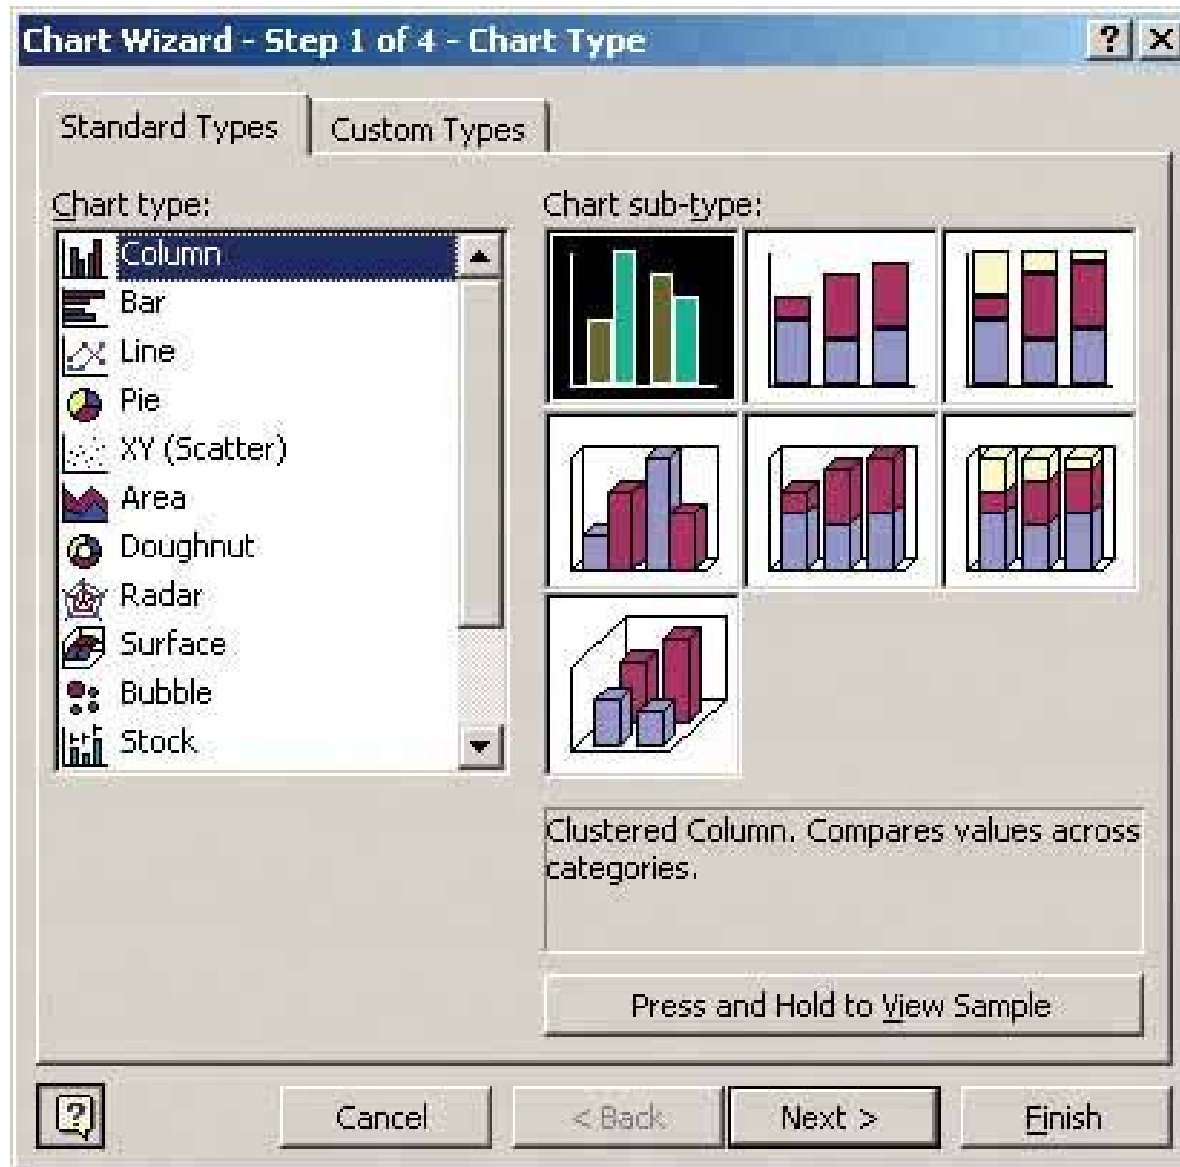 Chart Wizard - Step 1 of 4 - Chart Type
Standard Types
Custom Types
Chart type:
Column
Bar
Line
Pie
XY (Scatter)
Area
Doughnut
Radar
Surface
Bubble
Stock
Chart sub-type:
Clustered Column. Compares values across
categories.
Press and Hold to View Sample
Cancel
< Back
Next >
Finish